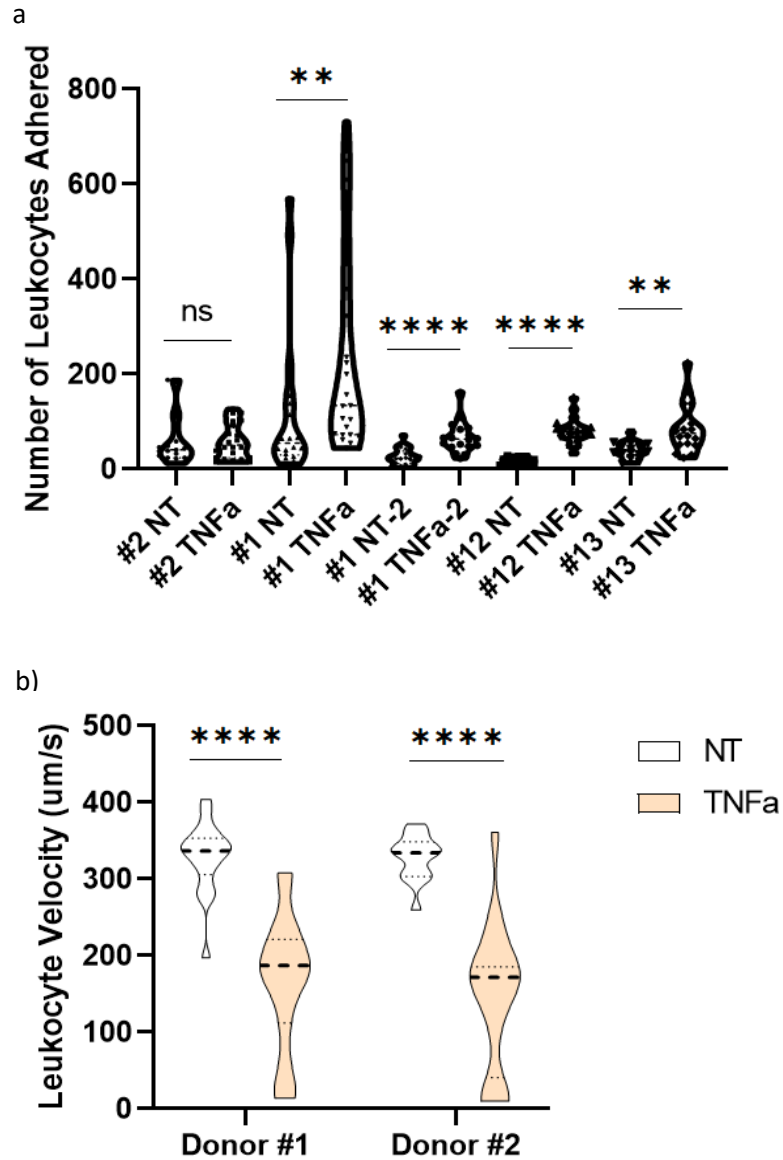 a
Number of Leukocytes Adhered
800
600
400
200
0
ns
**
****
****
**
#2 NT
#2 TNFa
#1 NT
#1 TNFa
#1 NT-2
#1 TNFa-2
#12 NT
#12 TNFa
#13 NT
#13 TNFa
b)
Leukocyte Velocity (um/s)
500
400
300
200
100
0
****
****
NT
TNFa
Donor #1
Donor #2